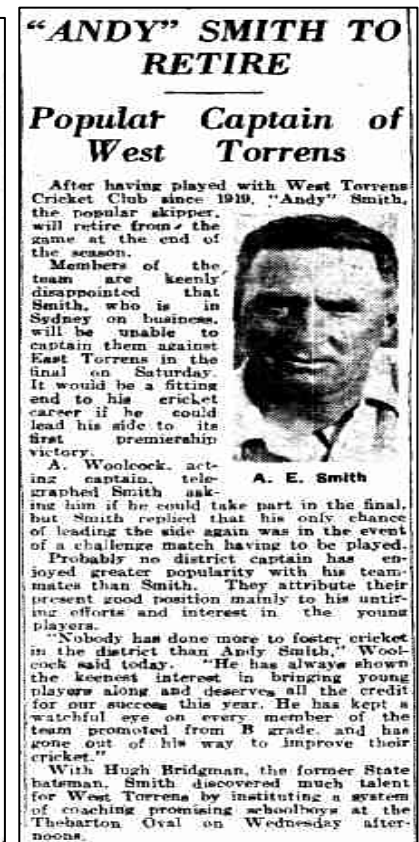 “ANDY” SMITH TO
RETIRE
Popular Captain of
West Torrens
After having played with West Torrens
Cricket Club since 1919, "Andy" Smith,
the popular skipper,
will retire from the
game at the end of
the season.
Members of the
team are keenly
disappointed that
Smith, who is in
Sydney on business,
will be unable to
captain them against
East Torrens in the
final on Saturday.
It would be a fitting
end to his cricket
career if he could
lead his side to its
first premiership
victory.
A. Woolcock, act-
ing captain, tele-
graphed Smith ask-
A. E. Smith
ing him if he could take part in the final,
but Smith replied that his only chance
of leading the side again was in the event
of a challenge match having to be played.
Probably no district captain has en-
joyed greater popularity with his team-
mates than Smith. They attribute their
present good position mainly to his untir-
ing efforts and interest in the young
players.
"Nobody has done more to foster cricket
in the district than Andy Smith," Wool-
cock said today. "He has always shown
the keenest interest in bringing young
players along and deserves all the credit
for our success this year. He has kept a
watchful eye on every member of the
team promoted from B grade, and has
gone out of his way to improve their
cricket."
With Hugh Bridgman, the former State
batsman, Smith discovered much talent
for West Torrens by instituting a system
of coaching promising schoolboys at the
Thebarton Oval on Wednesday after-
noons.